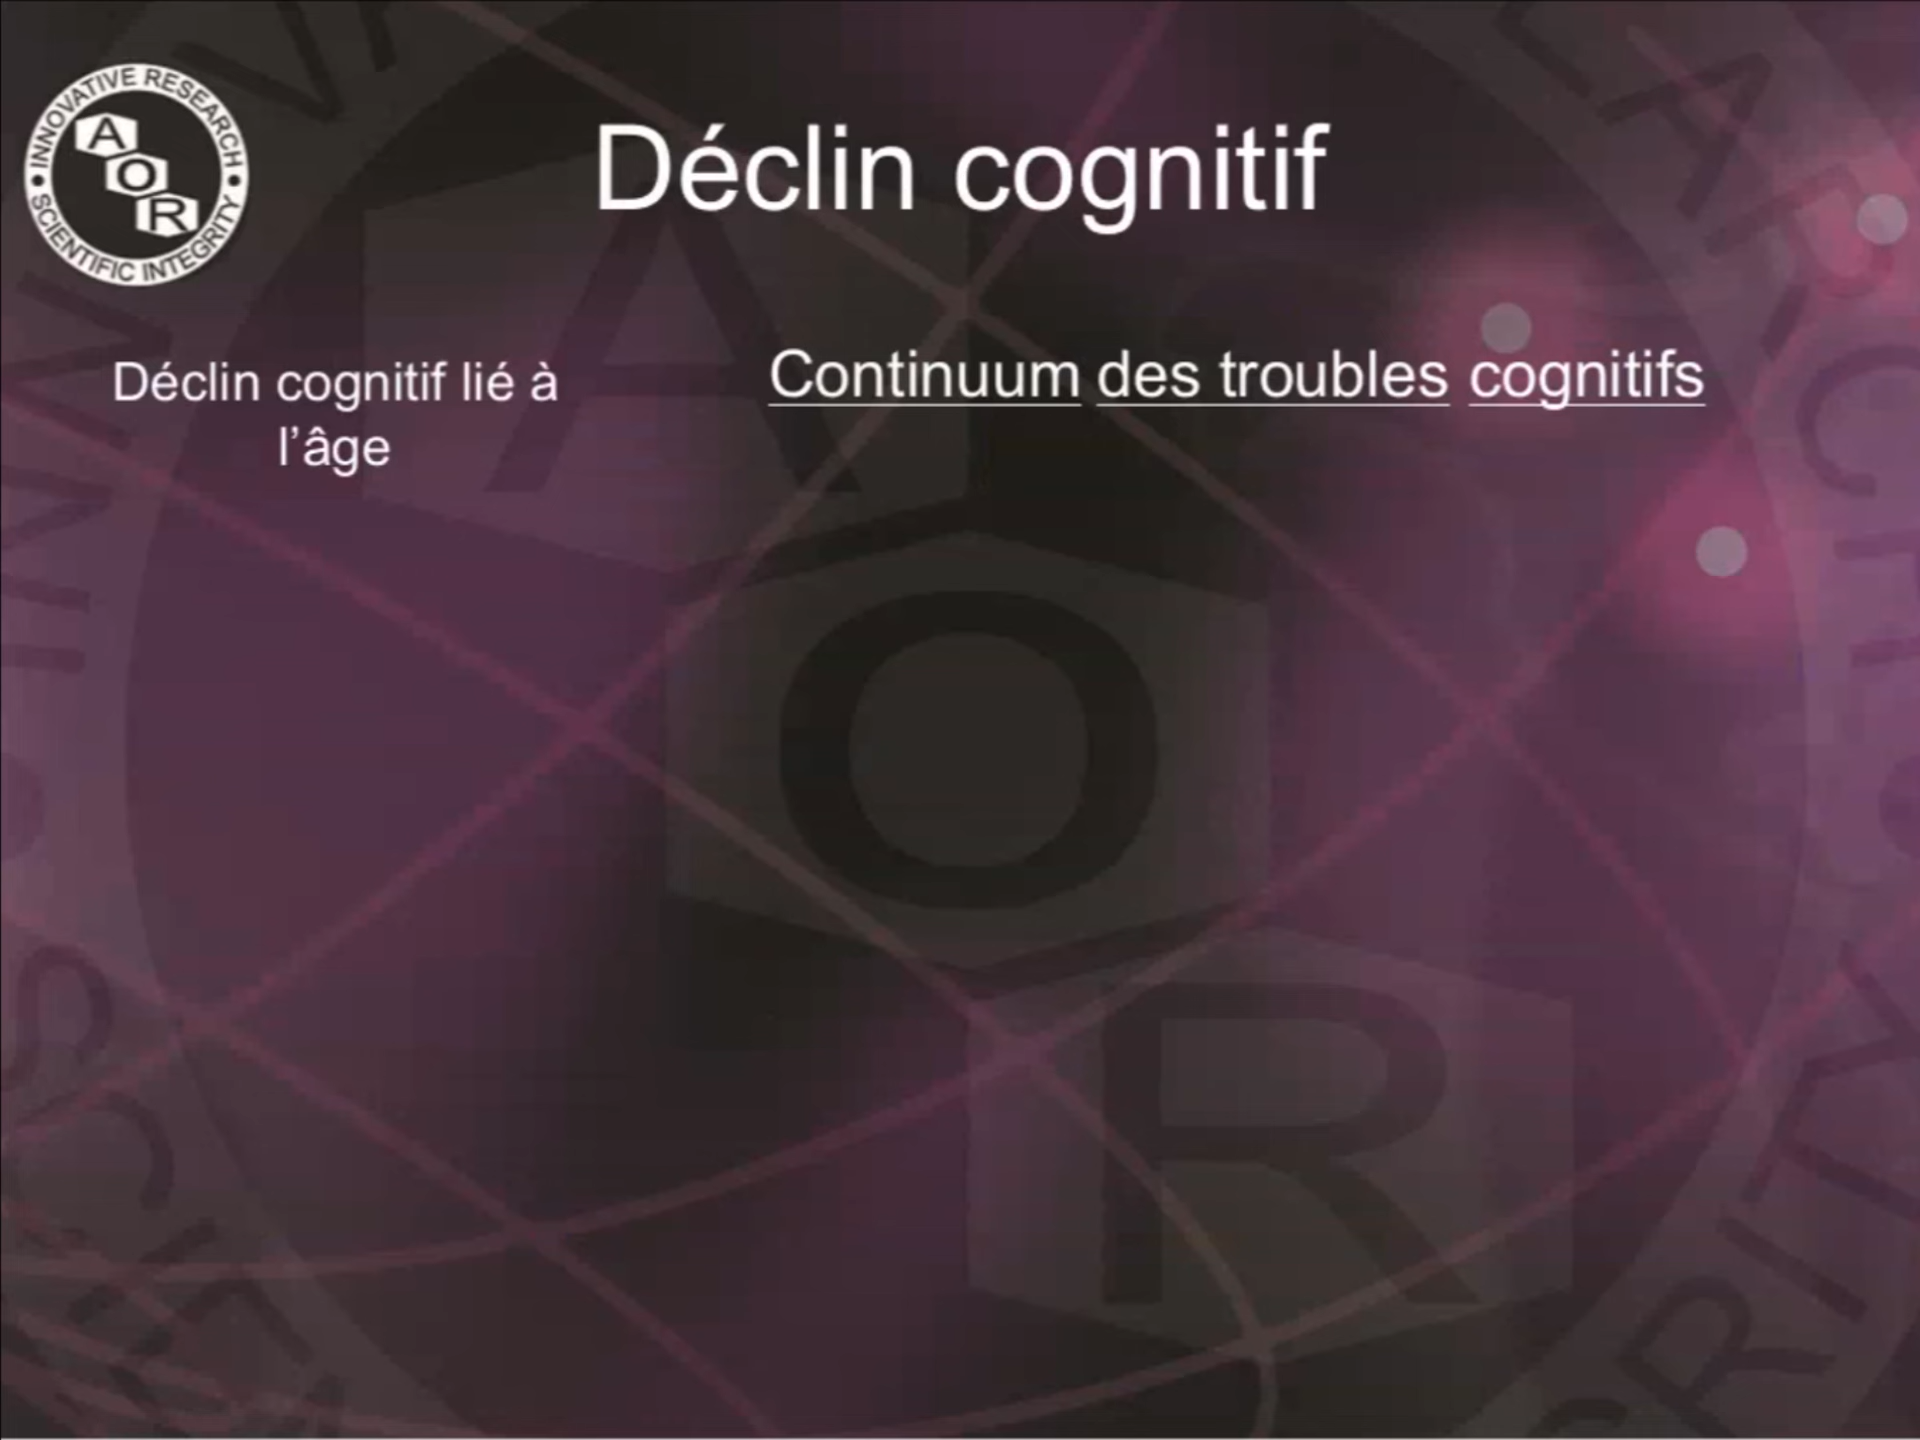 INNOVATIVE RESEARCH
A
O
R
SCIENTIFIC INTEGRITY
Déclin cognitif
Déclin cognitif lié à
l’âge
Continuum des troubles cognitifs
A
O
R